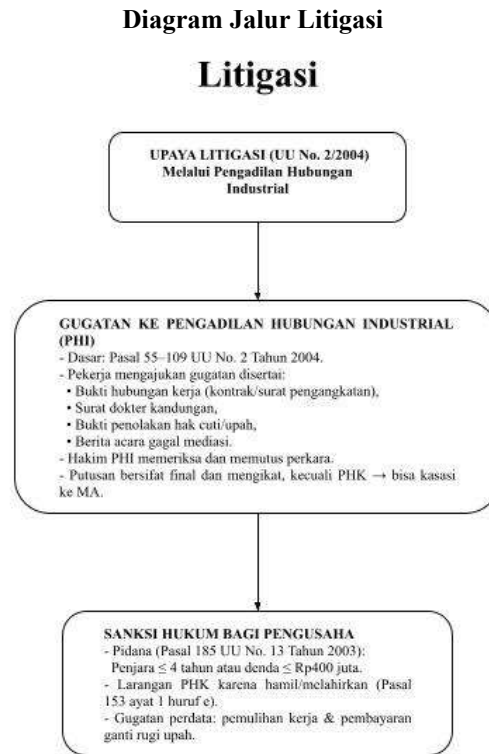 Diagram Jalur Litigasi
Litigasi
UPAYA LITIGASI (UU No. 2/2004)
Melalui Pengadilan Hubungan
Industrial
GUGATAN KE PENGADILAN HUBUNGAN INDUSTRIAL
(PHI)
- Dasar: Pasal 55–109 UU No. 2 Tahun 2004.
- Pekerja mengajukan gugatan disertai:
• Bukti hubungan kerja (kontrak/surat pengangkatan),
• Surat dokter kandungan,
• Bukti penolakan hak cuti/upah,
• Berita acara gagal mediasi.
- Hakim PHI memeriksa dan memutus perkara.
- Putusan bersifat final dan mengikat, kecuali PHK → bisa kasasi
ke MA.
SANKSI HUKUM BAGI PENGUSAHA
- Pidana (Pasal 185 UU No. 13 Tahun 2003):
Penjara ≤ 4 tahun atau denda ≤ Rp400 juta.
- Larangan PHK karena hamil/melahirkan (Pasal
153 ayat 1 huruf e).
- Gugatan perdata: pemulihan kerja & pembayaran
ganti rugi upah.